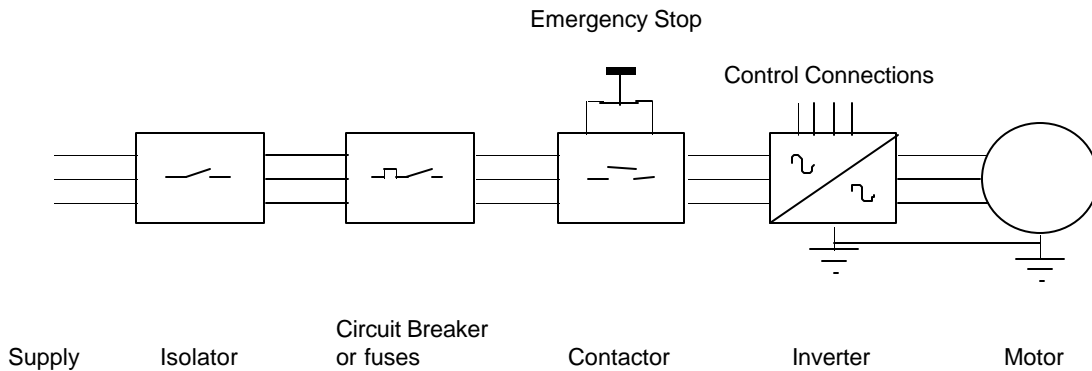 Emergency Stop
Control Connections
Supply
Isolator
Circuit Breaker
or fuses
Contactor
Inverter
Motor